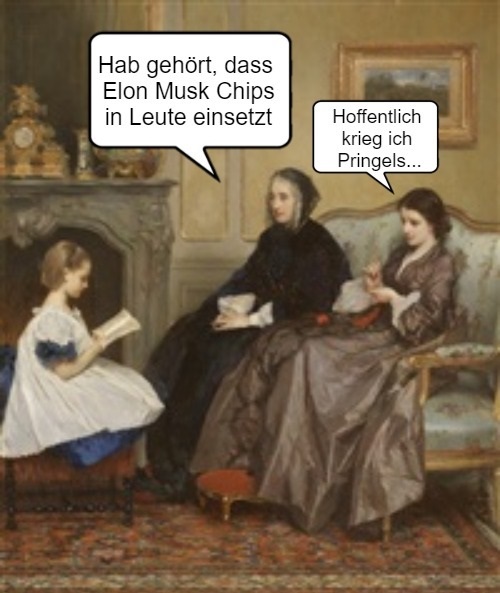 Hab gehört, dass
Elon Musk Chips
in Leute einsetzt
Hoffentlich
krieg ich
Pringels...